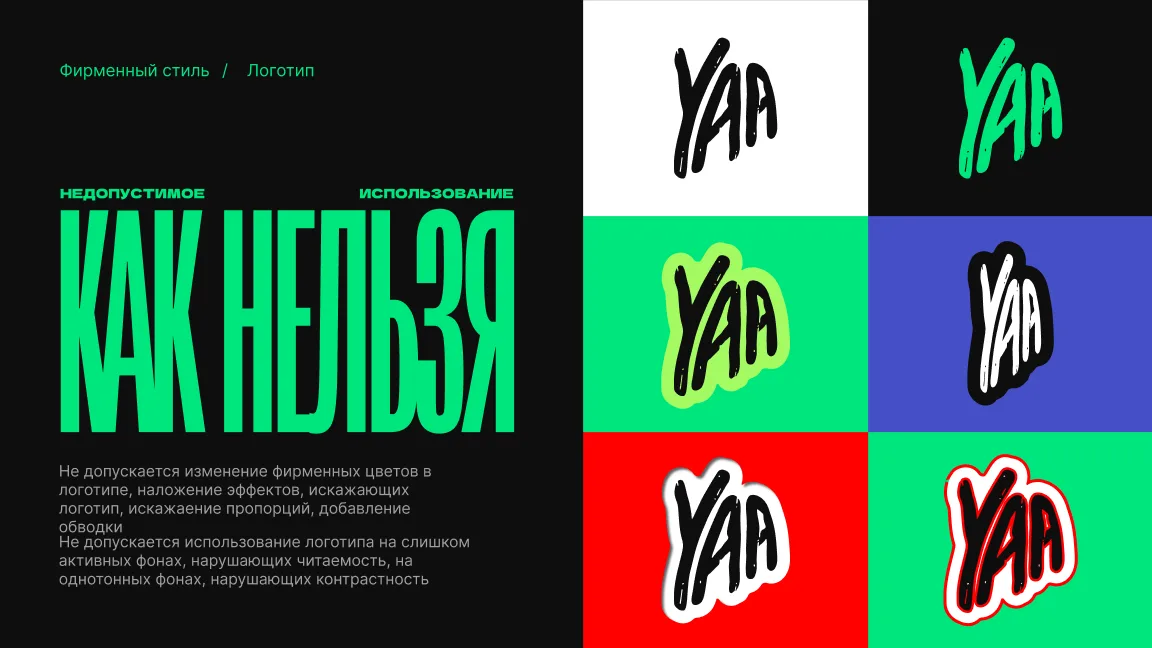 Фирменный стиль / Логотип
НЕДОПУСТИМОЕ ИСПОЛЬЗОВАНИЕ
КАК НЕЛЬЗЯ
Не допускается изменение фирменных цветов в
логотипе, наложение эффектов, искажающих
логотип, искажаение пропорций, добавление
обводки
Не допускается использование логотипа на слишком
активных фонах, нарушающих читаемость, на
однотонных фонах, нарушающих контрастность
YAA
YAA
YAA
YAA
YAA
YAA